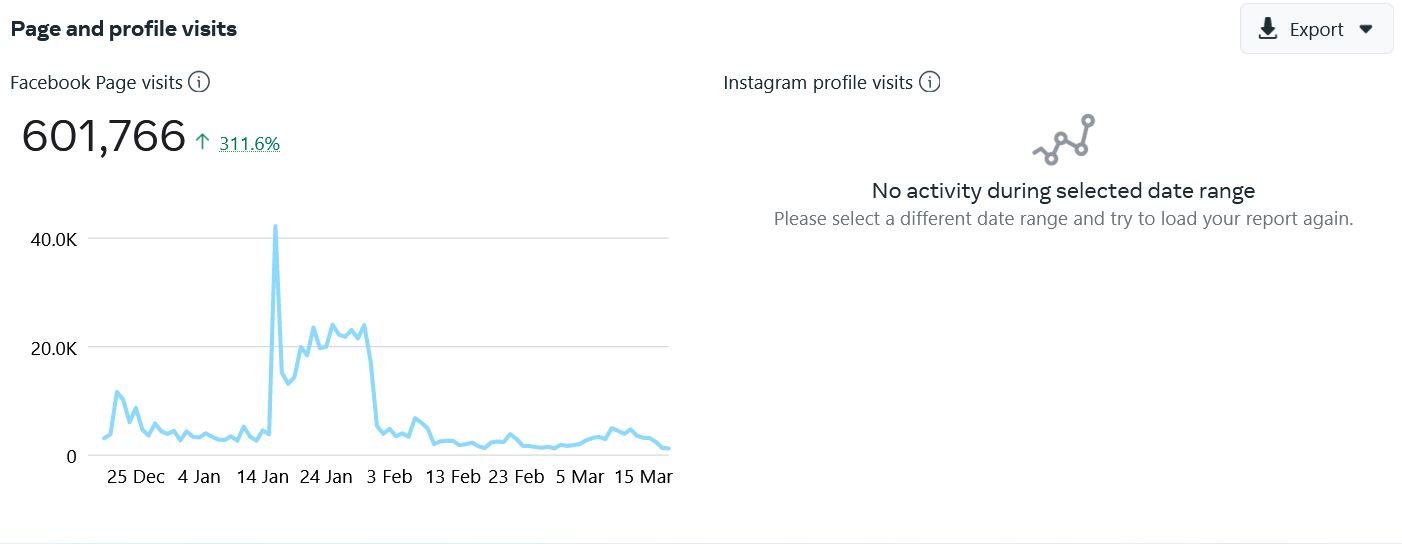 Page and profile visits
Export
Facebook Page visits
601,766 ↑ 311.6%
40.0K
20.0K
0
25 Dec 4 Jan 14 Jan 24 Jan 3 Feb 13 Feb 23 Feb 5 Mar 15 Mar
Instagram profile visits
No activity during selected date range
Please select a different date range and try to load your report again.